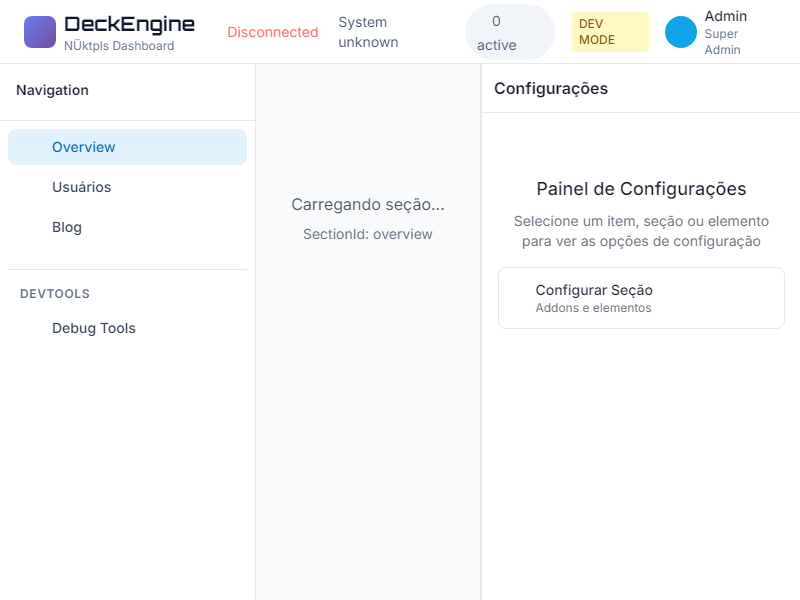 DeckEngine
NÜktpls Dashboard
Disconnected
System
unknown
0
active
DEV
MODE
Admin
Super
Admin
Navigation
Overview
Usuários
Blog
DEVTOOLS
Debug Tools
Carregando seção...
SectionId: overview
Configurações
Painel de Configurações
Selecione um item, seção ou elemento
para ver as opções de configuração
Configurar Seção
Addons e elementos